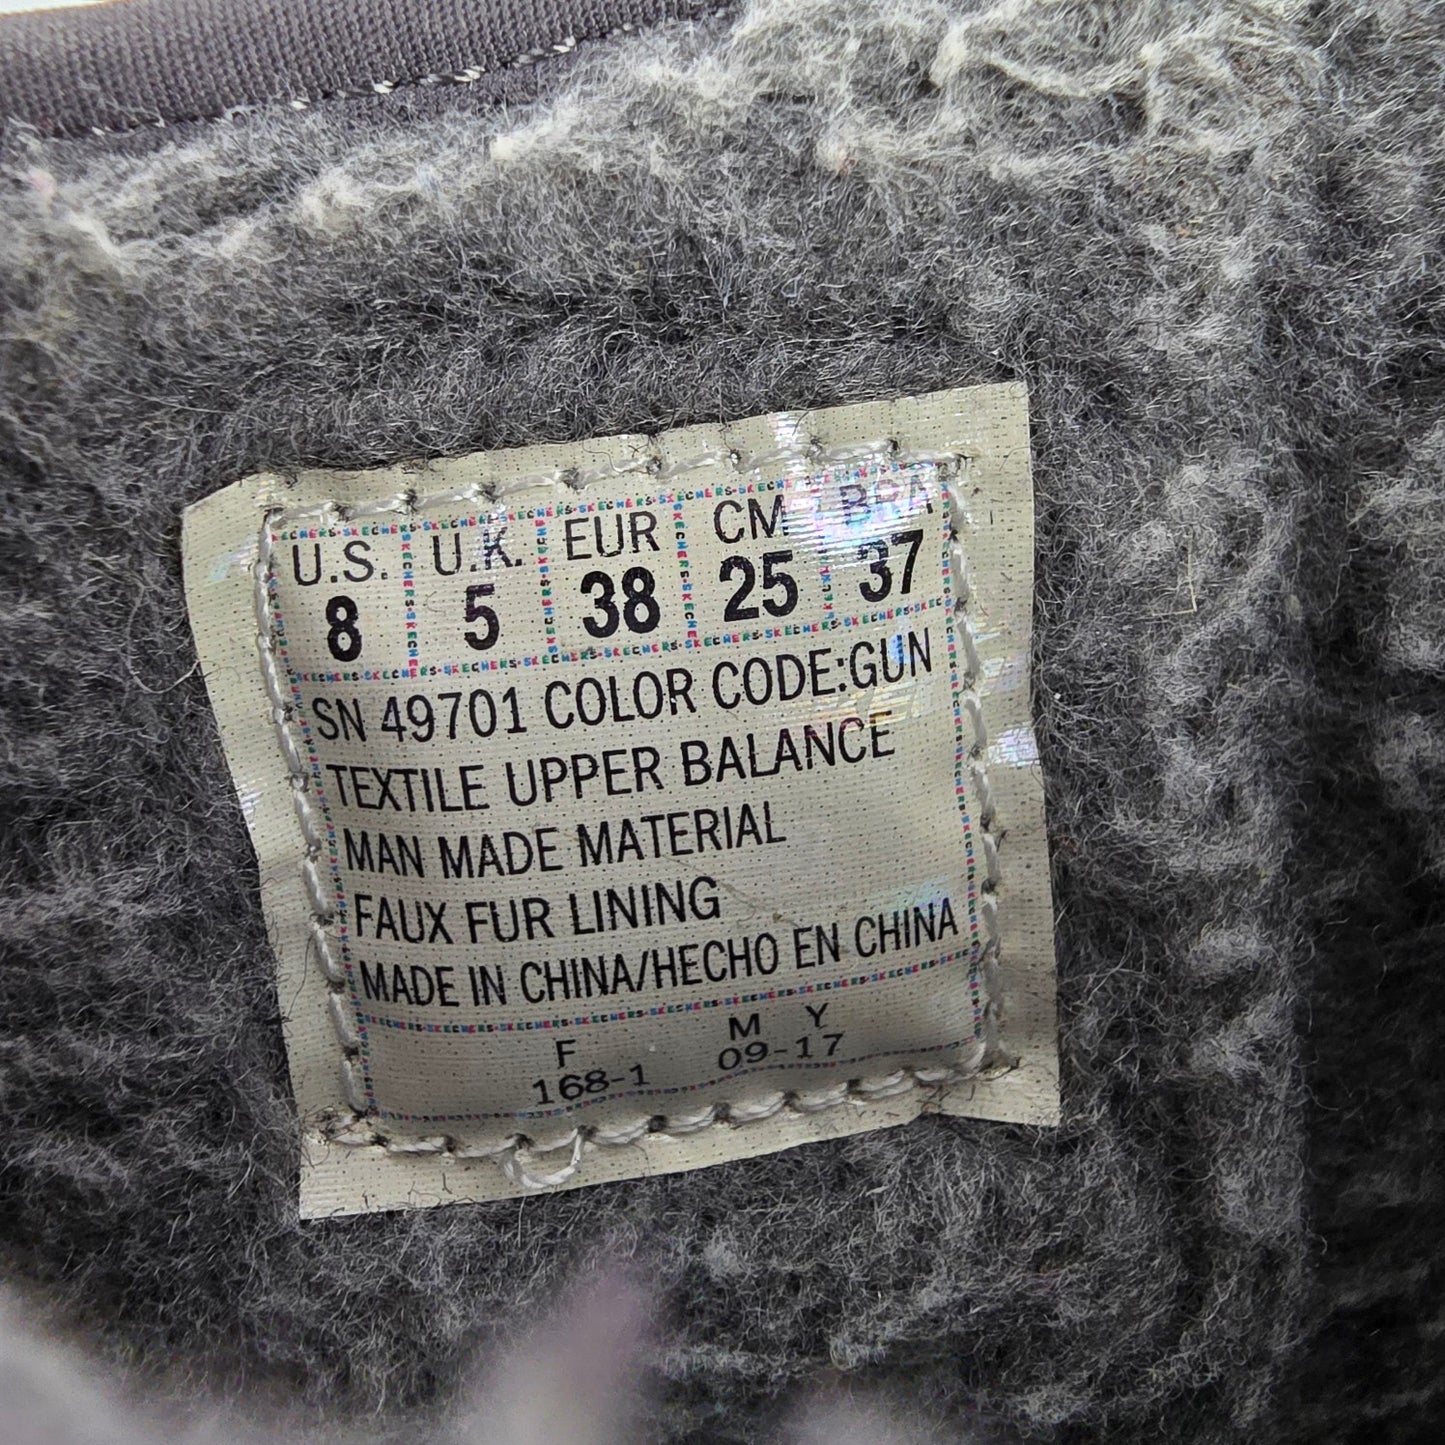 U.S. U.K. EUR CM BRA
8 5 38 25 37
SN 49701 COLOR CODE:GUN
TEXTILE UPPER BALANCE
MAN MADE MATERIAL
FAUX FUR LINING
MADE IN CHINA/HECHO EN CHINA
F M Y
168-1 09-17